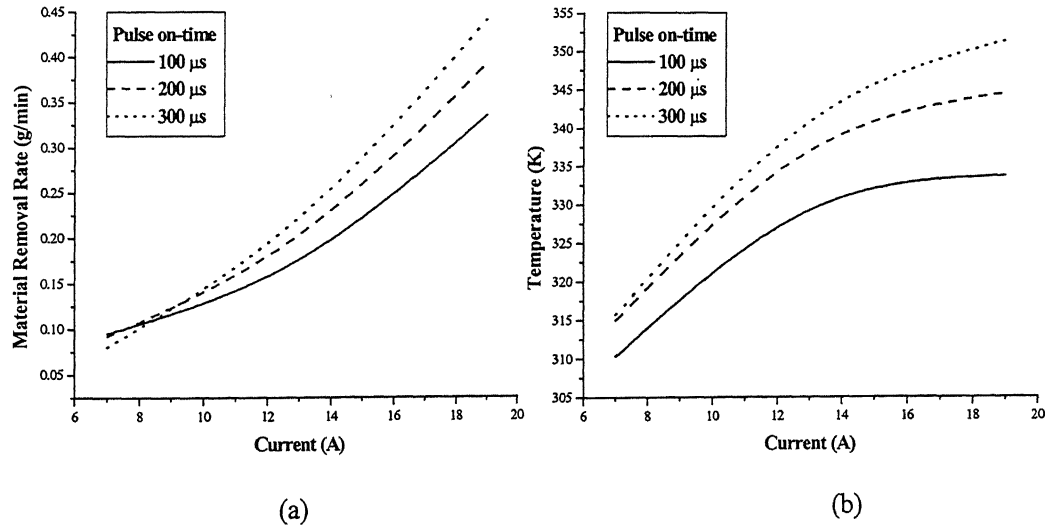 0.45
0.40
0.35
0.30
0.25
0.20
0.15
0.10
0.05
Material Removal Rate (g/min)
Pulse on-time
100 μs
200 μs
300 μs
6 8 10 12 14 16 18 20
Current (A)
(a)
355
350
345
340
335
330
325
320
315
310
305
Temperature (K)
Pulse on-time
100 μs
200 μs
300 μs
6 8 10 12 14 16 18 20
Current (A)
(b)